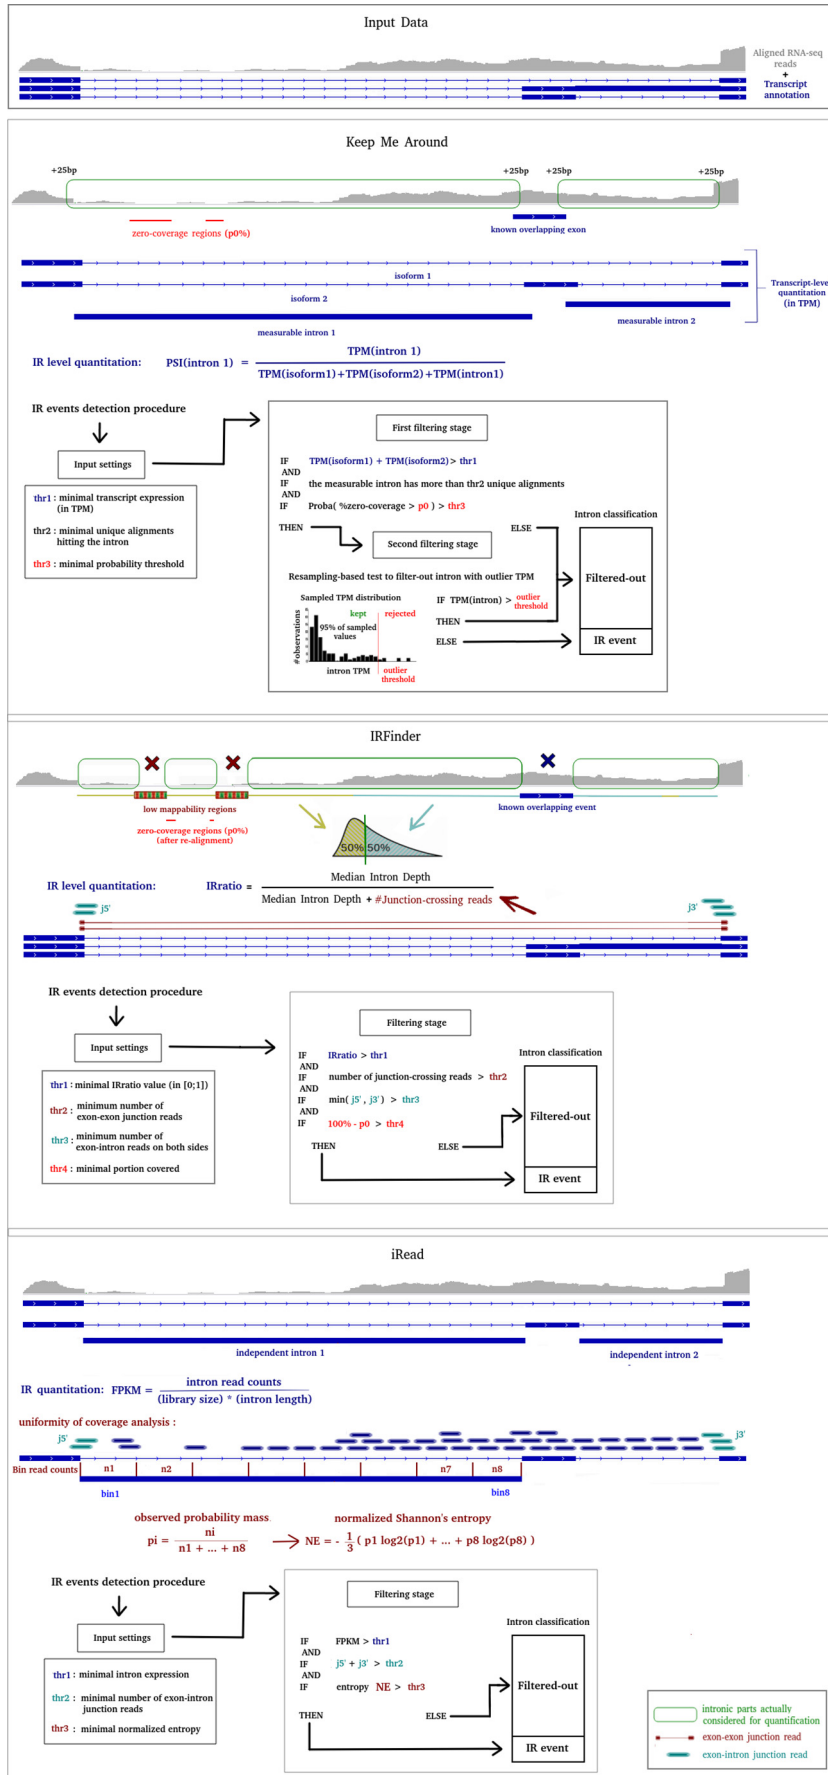 Input Data
Aligned RNA-seq
reads
+
Transcript
annotation
Keep Me Around
+25bp +25bp +25bp +25bp
zero-coverage regions (p0%)
known overlapping exon
isoform 1
isoform 2
measurable intron 1
measurable intron 2
Transcript-level
quantitation
(in TPM)
IR level quantitation: PSI(intron 1) =
TPM(intron 1)
TPM(isoform1)+TPM(isoform2)+TPM(intron1)
IR events detection procedure
Input settings
thr1 : minimal transcript expression
(in TPM)
thr2 : minimal unique alignments
hitting the intron
thr3 : minimal probability threshold
First filtering stage
IF TPM(isoform1) + TPM(isoform2)> thr1
AND
IF the measurable intron has more than thr2 unique alignments
AND
IF Proba( %zero-coverage > p0) > thr3
THEN
ELSE
Intron classification
Second filtering stage
Resampling-based test to filter-out intron with outlier TPM
Sampled TPM distribution
kept rejected
95% of sampled
values
#observations
intron TPM
outlier
threshold
IF TPM(intron) > outlier
threshold
THEN
ELSE
Filtered-out
IR event
IRFinder
low mappability regions
zero-coverage regions (p0%)
(after re-alignment)
known overlapping event
50% 50%
IR level quantitation: IRratio =
Median Intron Depth
Median Intron Depth + #Junction-crossing reads
j5'
j3'
IR events detection procedure
Input settings
thr1 : minimal IRratio value (in [0;1])
thr2 : minimum number of
exon-exon junction reads
thr3 : minimum number of
exon-intron reads on both sides
thr4 : minimal portion covered
Filtering stage
IF IRratio > thr1
AND
IF number of junction-crossing reads > thr2
AND
IF min( j5' , j3' ) > thr3
AND
IF 100% - p0 > thr4
THEN
ELSE
Intron classification
Filtered-out
IR event
iRead
independent intron 1
independent intron 2
IR quantitation: FPKM =
intron read counts
(library size) * (intron length)
uniformity of coverage analysis :
j5'
j3'
Bin read counts n1 n2 n7 n8
bin1
bin8
observed probability mass
pi =
ni
n1 + ... + n8
normalized Shannon's entropy
NE = - 1/3 ( p1 log2(p1) + ... + p8 log2(p8) )
IR events detection procedure
Input settings
thr1 : minimal intron expression
thr2 : minimal number of exon-intron
junction reads
thr3 : minimal normalized entropy
Filtering stage
IF FPKM > thr1
AND
IF j5' + j3' > thr2
AND
IF entropy NE > thr3
THEN
ELSE
Intron classification
Filtered-out
IR event
intronic parts actually
considered for quantification
exon-exon junction read
exon-intron junction read